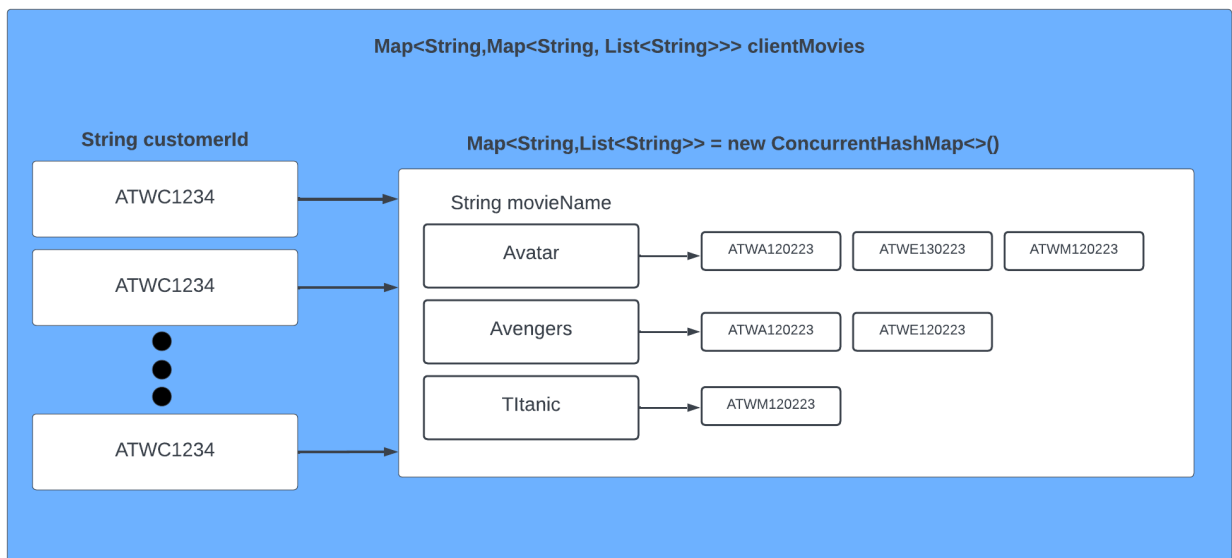 Map<String,Map<String, List<String>>> clientMovies
String customerId
Map<String,List<String>> = new ConcurrentHashMap<>()
ATWC1234
String movieName
Avatar
ATWA120223
ATWE130223
ATWM120223
ATWC1234
Avengers
ATWA120223
ATWE120223
TItanic
ATWM120223
ATWC1234